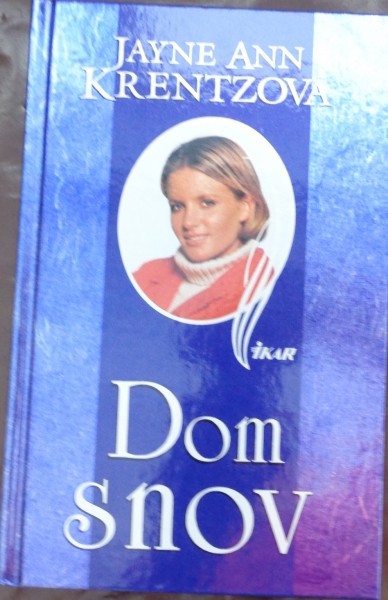 JAYNE ANN
KRENTZOVÁ
IKAR
Dom
snov